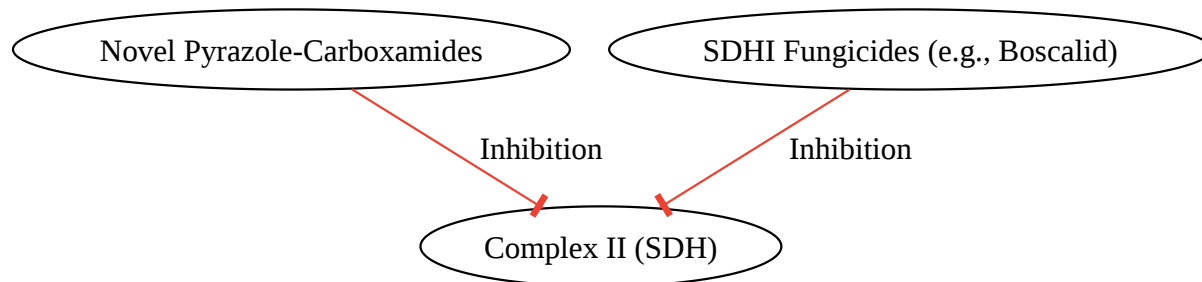 Novel Pyrazole-Carboxamides
SDHI Fungicides (e.g., Boscalid)
Inhibition
Inhibition
Complex II (SDH)